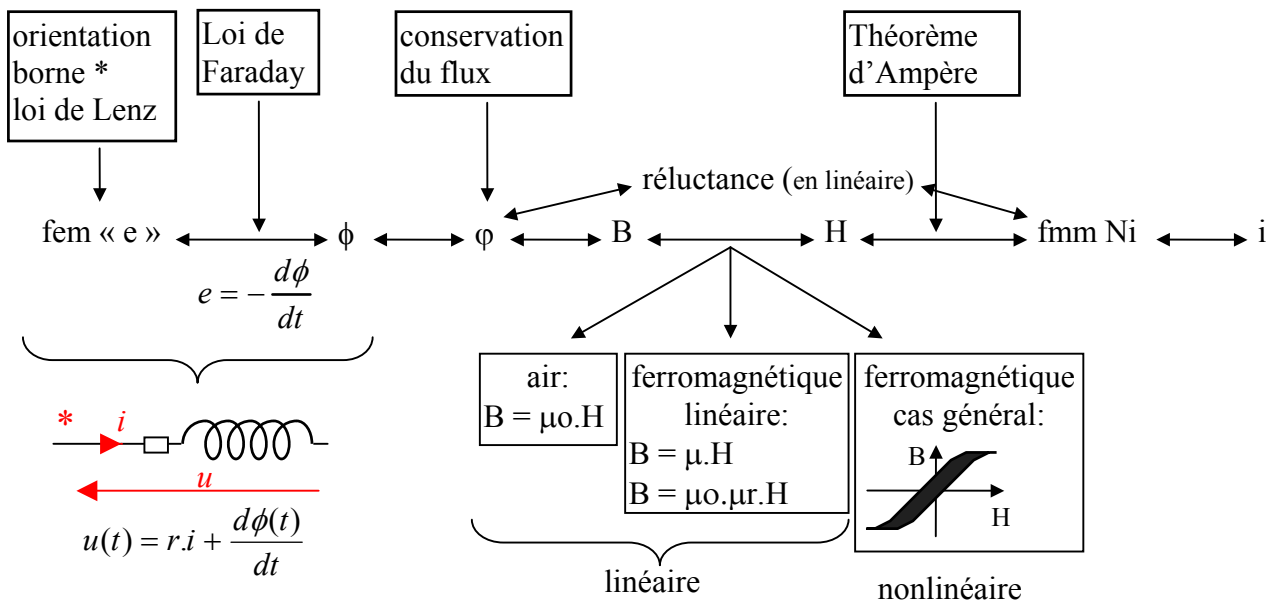 orientation
borne *
loi de Lenz
Loi de
Faraday
conservation
du flux
Théorème
d'Ampère
réluctance (en linéaire)
fem « e » ϕ φ B H fmm Ni i
e = − dϕ/dt
air:
B = μo.H
ferromagnétique
linéaire:
B = μ.H
B = μo.μr.H
ferromagnétique
cas général:
B
H
* i
u
u(t) = r.i + dϕ(t)/dt
linéaire
nonlinéaire